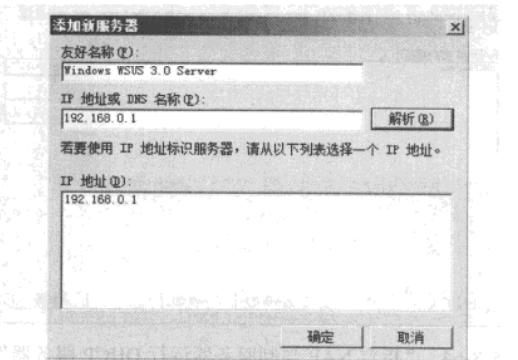 添加新服务器
友好名称(F):
Windows WSUS 3.0 Server
IP 地址或 DNS 名称(P):
192.168.0.1
解析(R)
若要使用 IP 地址标识服务器，请从以下列表选择一个 IP 地址。
IP 地址(D):
192.168.0.1
确定
取消